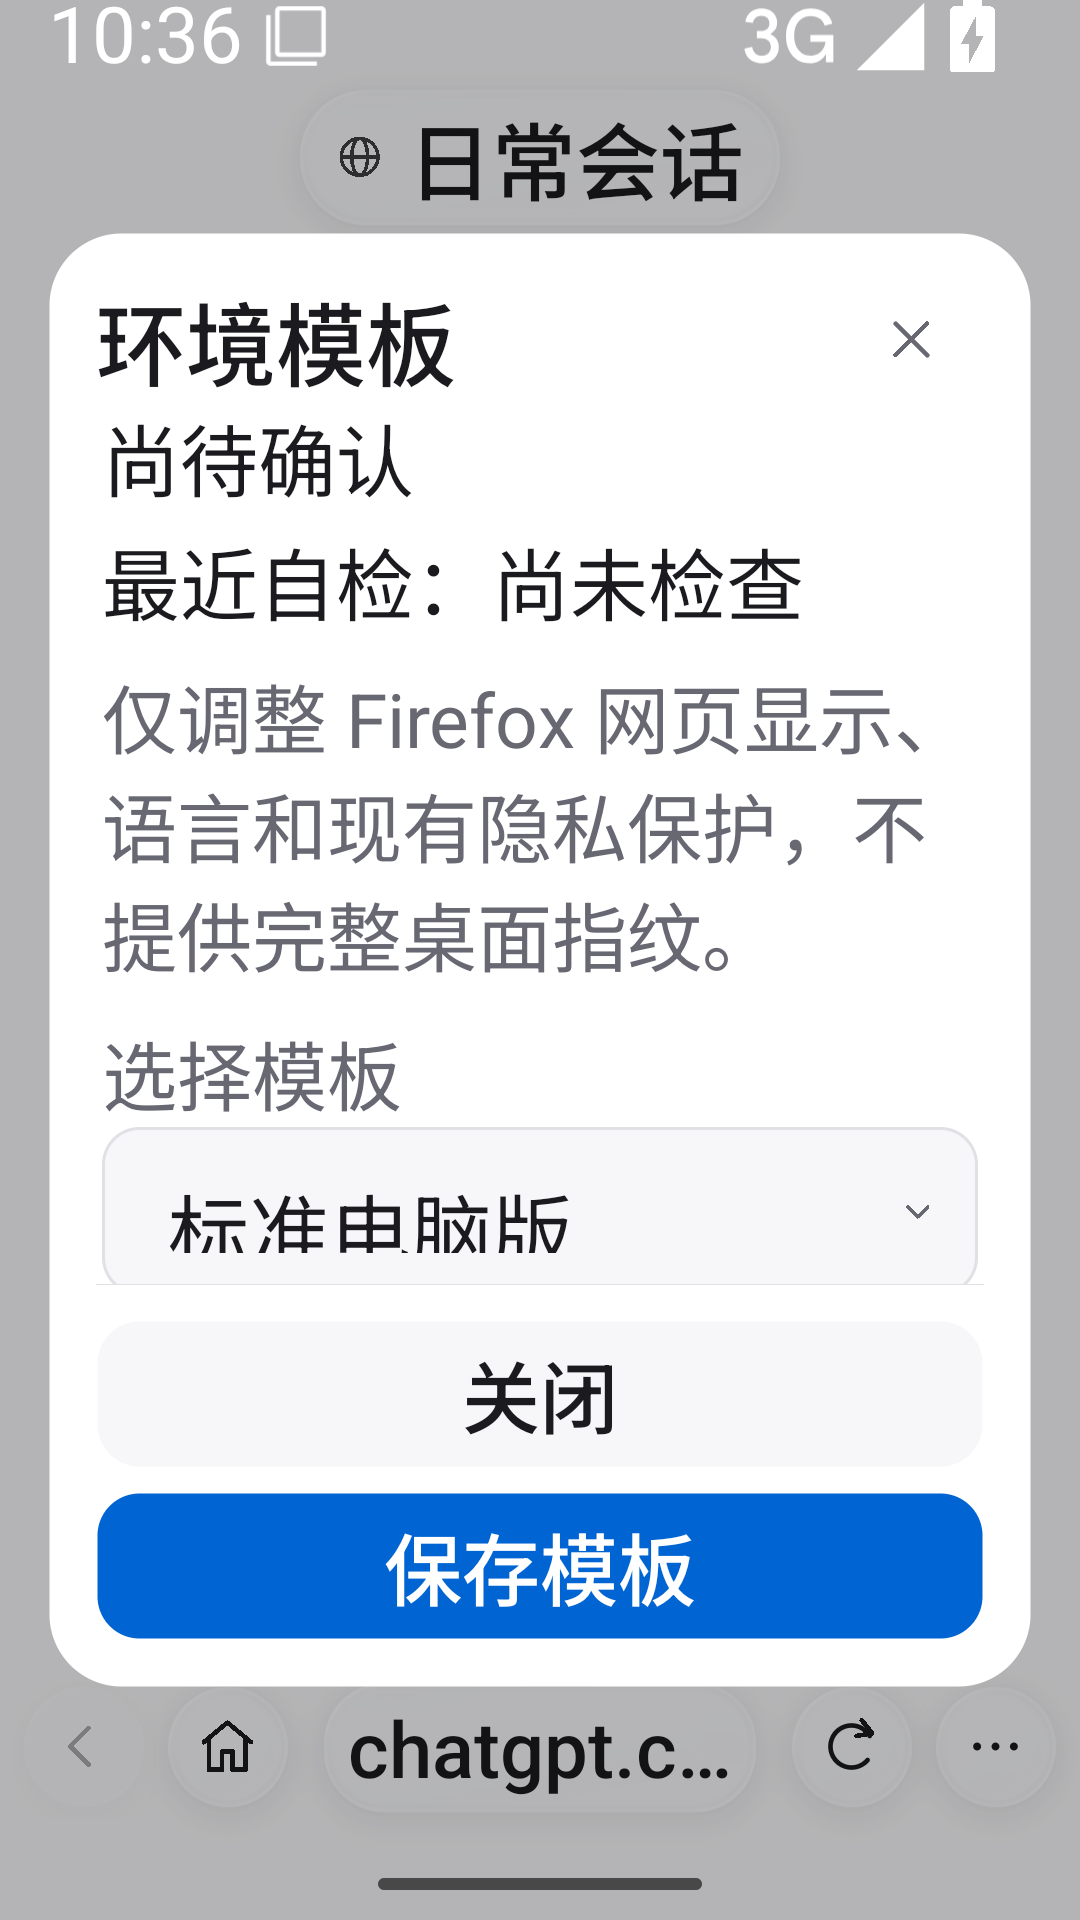 10:36
3G
日常会话
环境模板
尚待确认
最近自检：尚未检查
仅调整 Firefox 网页显示、
语言和现有隐私保护，不
提供完整桌面指纹。
选择模板
标准电脑版
关闭
保存模板
chatgpt.c...